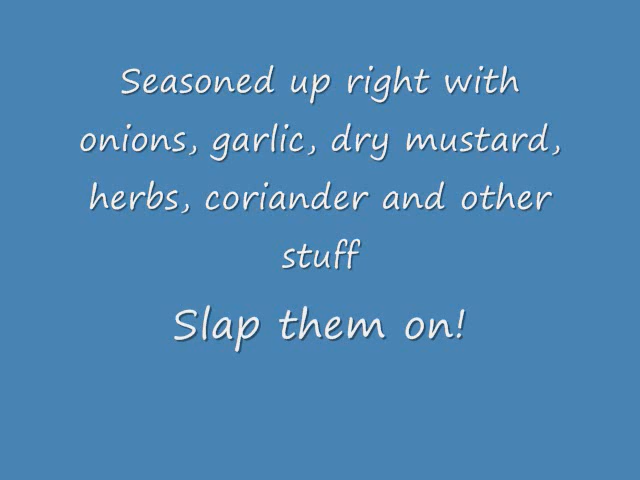 Seasoned up right with
onions, garlic, dry mustard,
herbs, coriander and other
stuff
Slap them on!